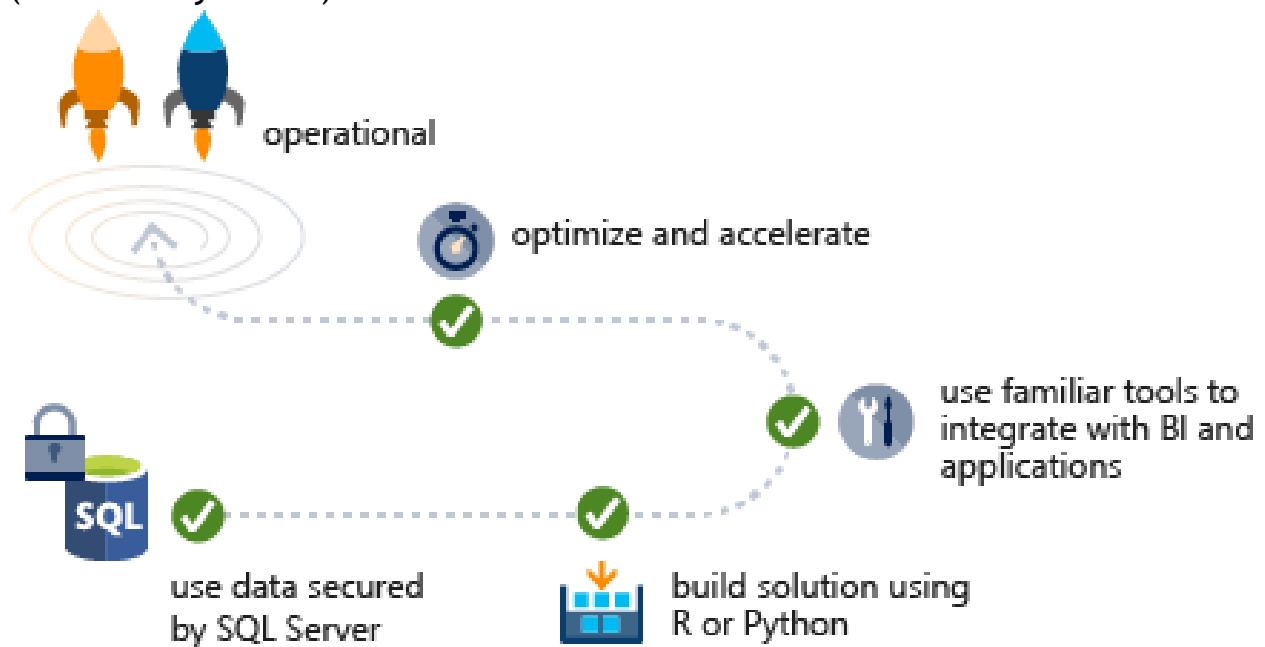 operational
optimize and accelerate
use familiar tools to
integrate with BI and
applications
SQL
use data secured
by SQL Server
build solution using
R or Python